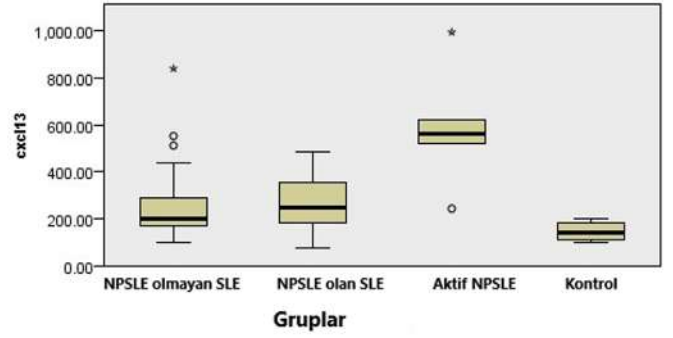 1,000.00
800.00
600.00
400.00
200.00
0.00
cxcl13
NPSLE olmayan SLE
NPSLE olan SLE
Aktif NPSLE
Kontrol
Gruplar